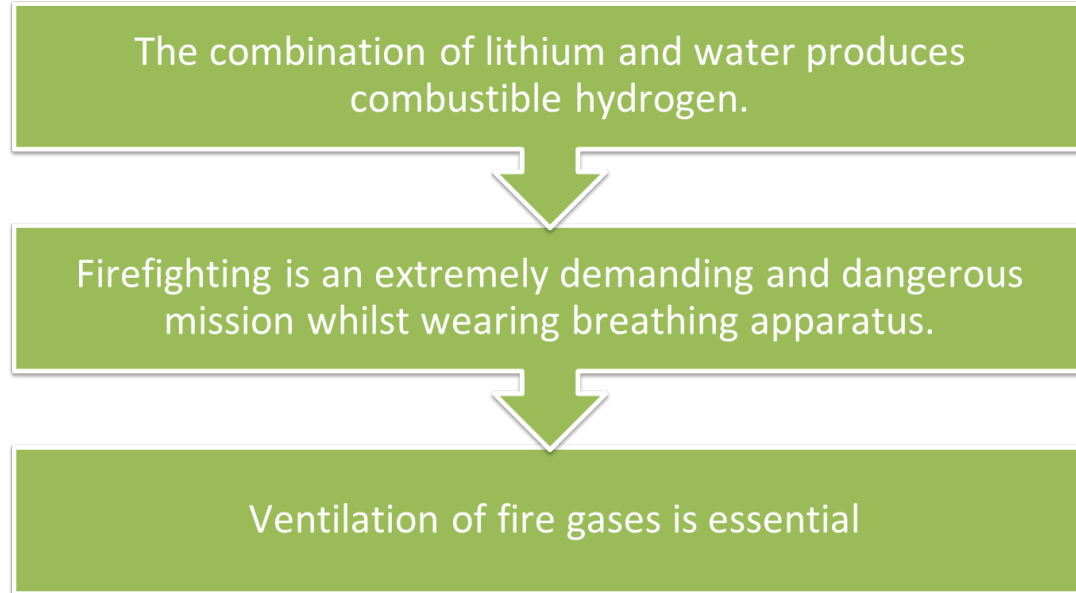 The combination of lithium and water produces
combustible hydrogen.
Firefighting is an extremely demanding and dangerous
mission whilst wearing breathing apparatus.
Ventilation of fire gases is essential